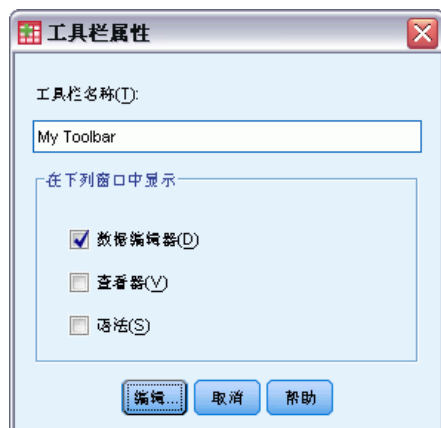 工具栏属性
工具栏名称(T):
My Toolbar
在下列窗口中显示
数据编辑器(D)
查看器(V)
语法(S)
编辑... 取消 帮助